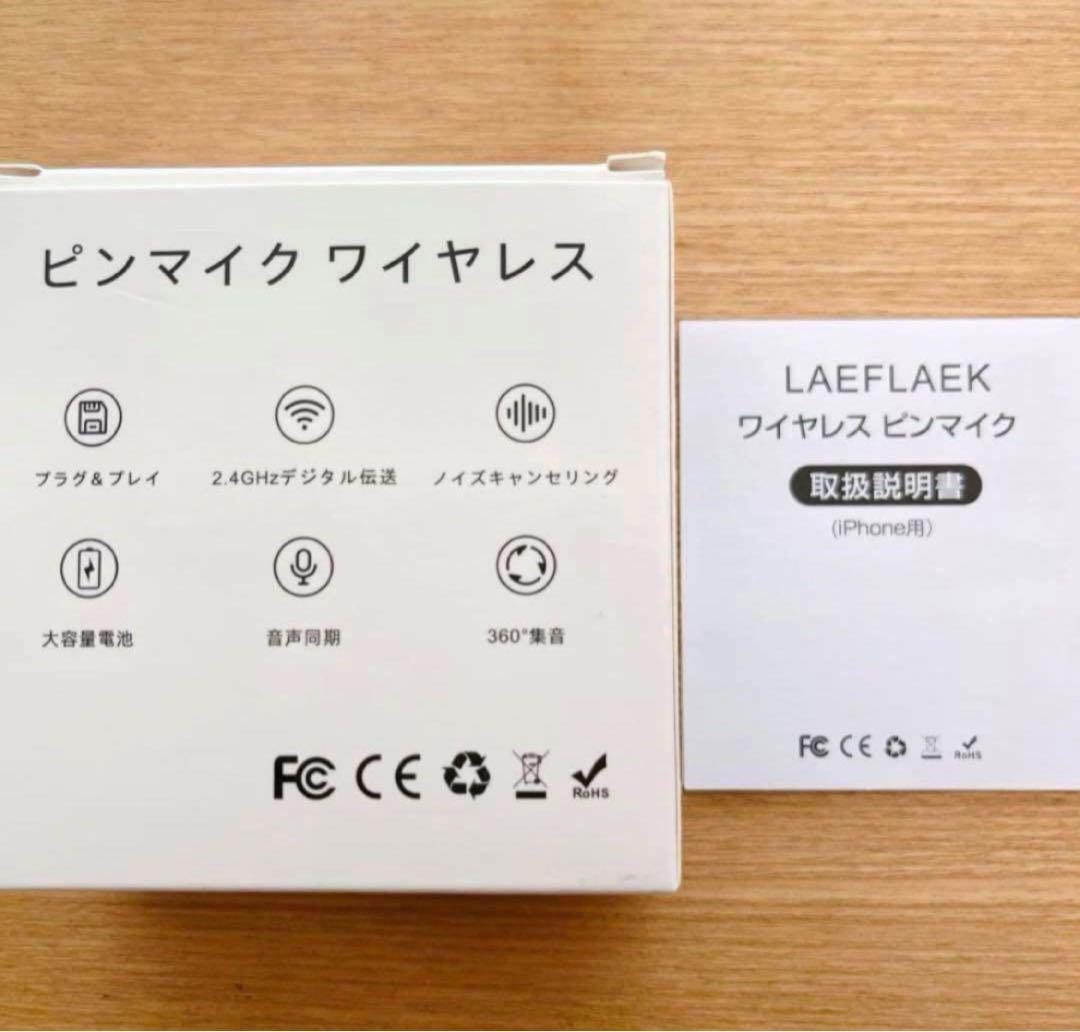 ピンマイク ワイヤレス
プラグ&プレイ
2.4GHzデジタル伝送
ノイズキャンセリング
大容量電池
音声同期
360°集音
FC CE
RoHS
LAEFLAEK
ワイヤレス ピンマイク
取扱説明書
(iPhone用)
FC CE
RoHS